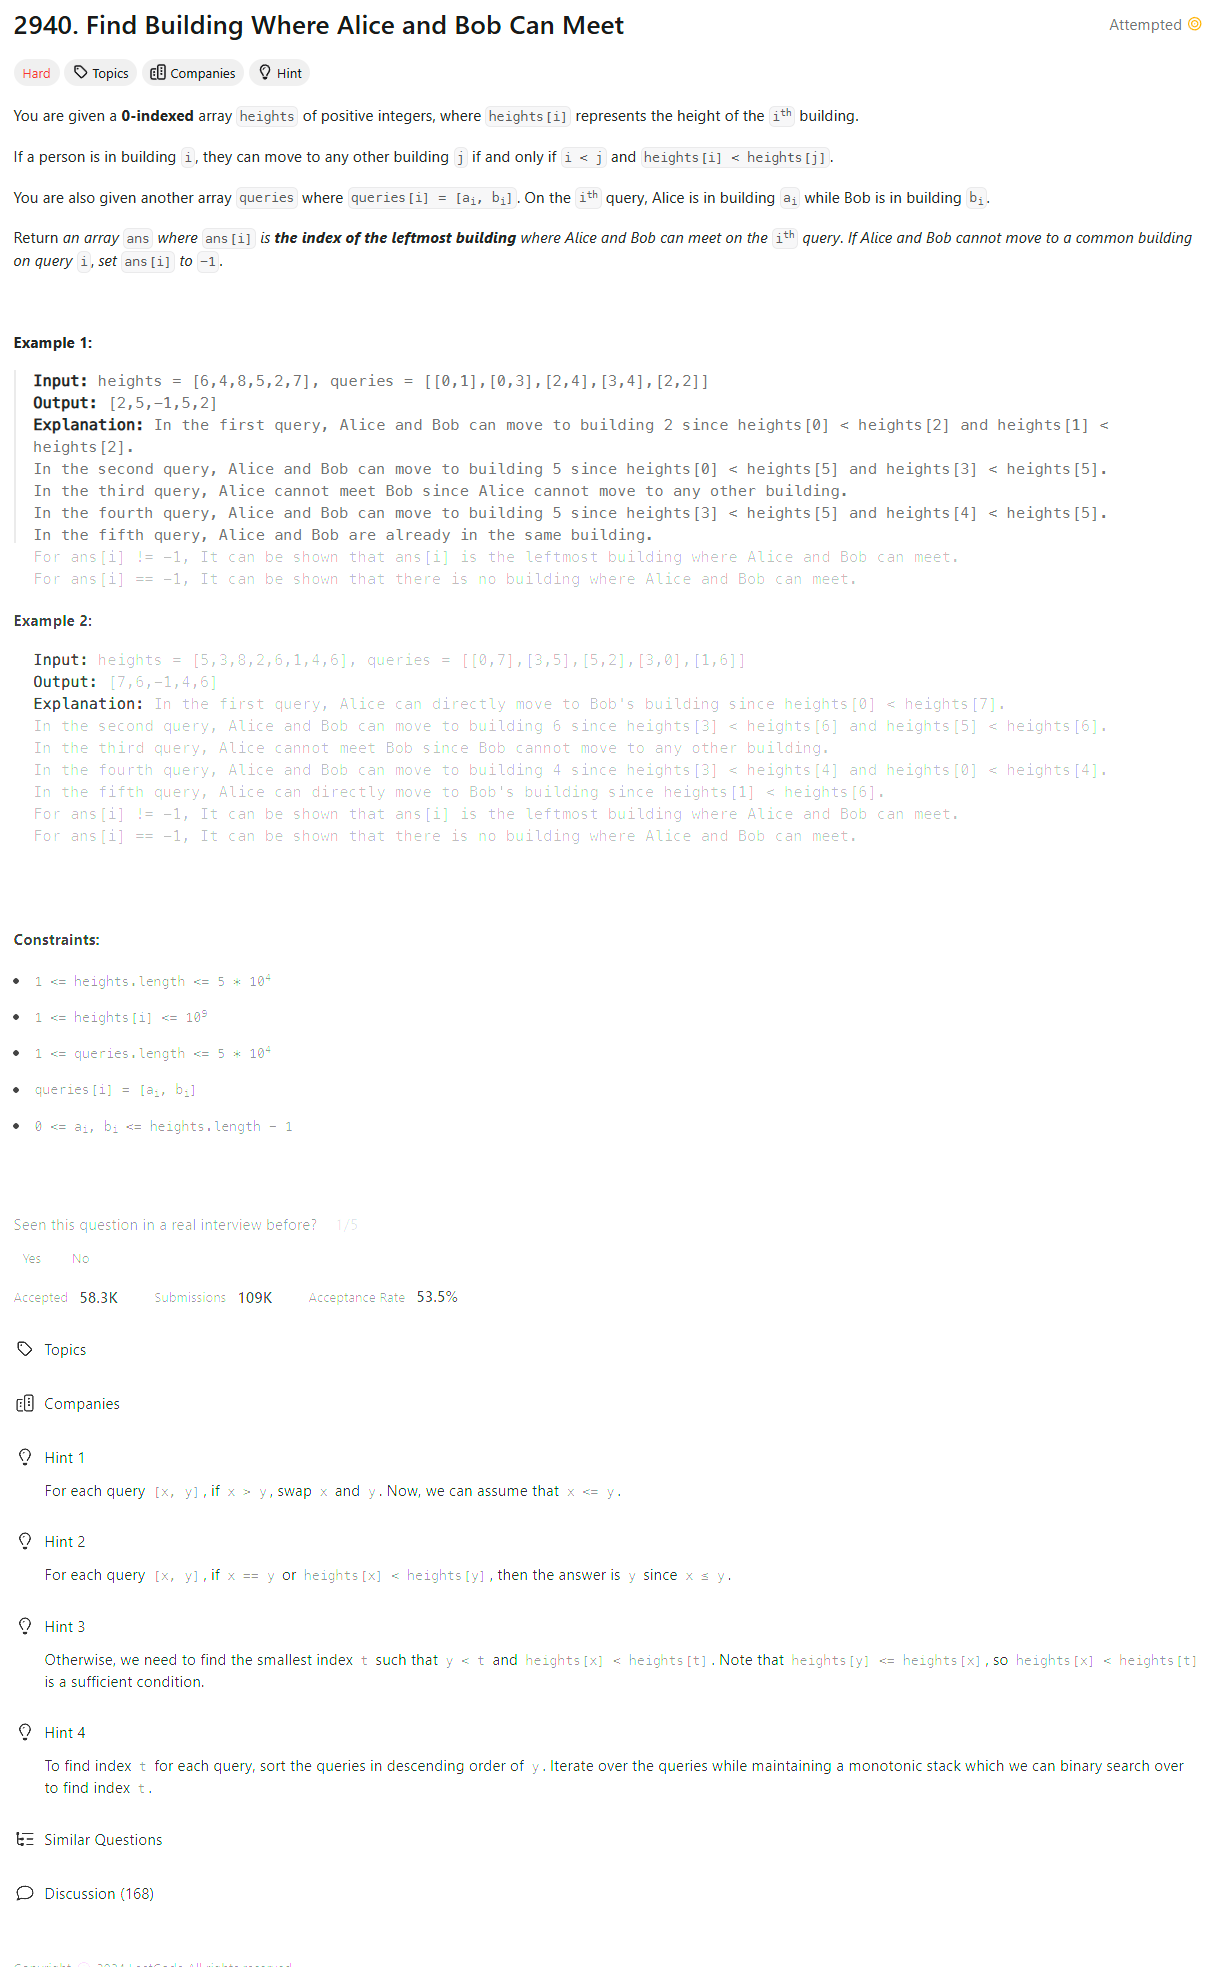 2940. Find Building Where Alice and Bob Can Meet
Attempted
Hard Topics Companies Hint
You are given a 0-indexed array heights of positive integers, where heights[i] represents the height of the iᵗʰ building.
If a person is in building i, they can move to any other building j if and only if i < j and heights[i] < heights[j].
You are also given another array queries where queries[i] = [aᵢ, bᵢ]. On the iᵗʰ query, Alice is in building aᵢ while Bob is in building bᵢ.
Return an array ans where ans[i] is the index of the leftmost building where Alice and Bob can meet on the iᵗʰ query. If Alice and Bob cannot move to a common building
on query i, set ans[i] to -1.
Example 1:
Input: heights = [6,4,8,5,2,7], queries = [[0,1],[0,3],[2,4],[3,4],[2,2]]
Output: [2,5,-1,5,2]
Explanation: In the first query, Alice and Bob can move to building 2 since heights[0] < heights[2] and heights[1] <
heights[2].
In the second query, Alice and Bob can move to building 5 since heights[0] < heights[5] and heights[3] < heights[5].
In the third query, Alice cannot meet Bob since Alice cannot move to any other building.
In the fourth query, Alice and Bob can move to building 5 since heights[3] < heights[5] and heights[4] < heights[5].
In the fifth query, Alice and Bob are already in the same building.
For ans[i] != -1, It can be shown that ans[i] is the leftmost building where Alice and Bob can meet.
For ans[i] == -1, It can be shown that there is no building where Alice and Bob can meet.
Example 2:
Input: heights = [5,3,8,2,6,1,4,6], queries = [[0,7],[3,5],[5,2],[3,0],[1,6]]
Output: [7,6,-1,4,6]
Explanation: In the first query, Alice can directly move to Bob's building since heights[0] < heights[7].
In the second query, Alice and Bob can move to building 6 since heights[3] < heights[6] and heights[5] < heights[6].
In the third query, Alice cannot meet Bob since Bob cannot move to any other building.
In the fourth query, Alice and Bob can move to building 4 since heights[3] < heights[4] and heights[0] < heights[4].
In the fifth query, Alice can directly move to Bob's building since heights[1] < heights[6].
For ans[i] != -1, It can be shown that ans[i] is the leftmost building where Alice and Bob can meet.
For ans[i] == -1, It can be shown that there is no building where Alice and Bob can meet.
Constraints:
• 1 <= heights.length <= 5 * 10⁴
• 1 <= heights[i] <= 10⁹
• 1 <= queries.length <= 5 * 10⁴
• queries[i] = [aᵢ, bᵢ]
• 0 <= aᵢ, bᵢ <= heights.length - 1
Seen this question in a real interview before? 1/5
Yes No
Accepted 58.3K Submissions 109K Acceptance Rate 53.5%
Topics
Companies
Hint 1
For each query [x, y], if x > y, swap x and y. Now, we can assume that x <= y.
Hint 2
For each query [x, y], if x == y or heights[x] < heights[y], then the answer is y since x ≤ y.
Hint 3
Otherwise, we need to find the smallest index t such that y < t and heights[x] < heights[t]. Note that heights[y] <= heights[x], so heights[x] < heights[t]
is a sufficient condition.
Hint 4
To find index t for each query, sort the queries in descending order of y. Iterate over the queries while maintaining a monotonic stack which we can binary search over
to find index t.
Similar Questions
Discussion (168)